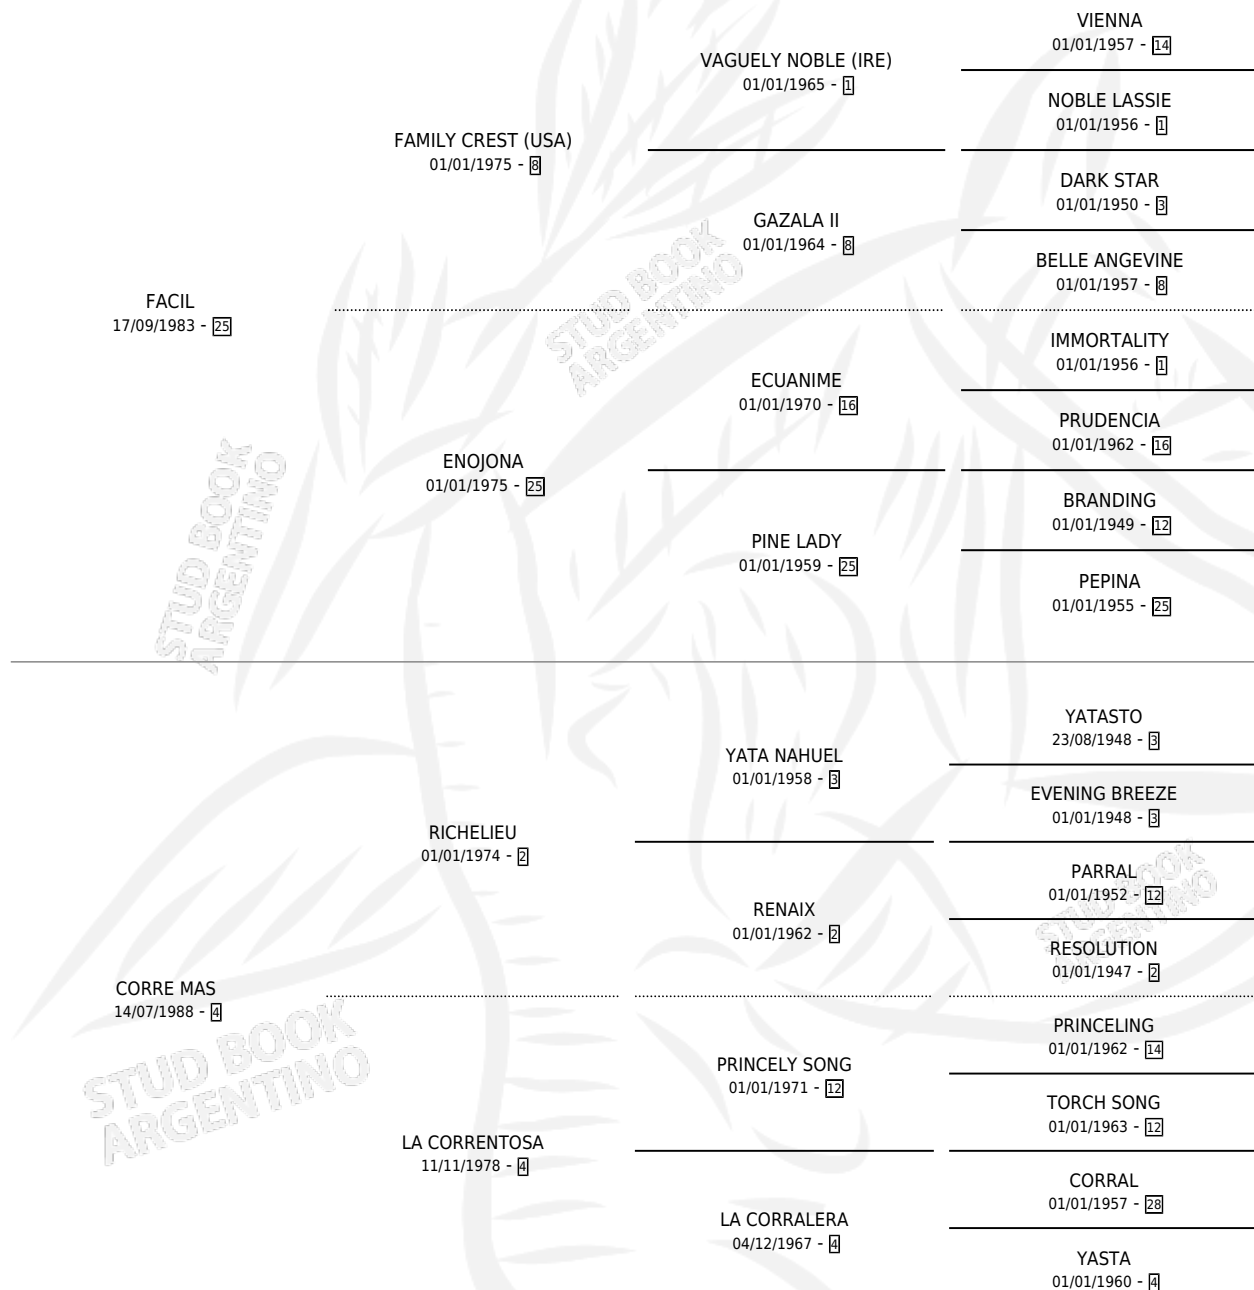 VIENNA
01/01/1957 - 14
VAGUELY NOBLE (IRE)
01/01/1965 - 1
NOBLE LASSIE
01/01/1956 - 1
FAMILY CREST (USA)
01/01/1975 - 8
DARK STAR
01/01/1950 - 3
GAZALA II
01/01/1964 - 8
BELLE ANGEVINE
01/01/1957 - 8
FACIL
17/09/1983 - 25
IMMORTALITY
01/01/1956 - 1
ECUANIME
01/01/1970 - 16
PRUDENCIA
01/01/1962 - 16
ENOJONA
01/01/1975 - 25
BRANDING
01/01/1949 - 12
PINE LADY
01/01/1959 - 25
PEPINA
01/01/1955 - 25
STUD BOOK
ARGENTINO
STUD BOOK
ARGENTINO
YATASTO
23/08/1948 - 3
YATA NAHUEL
01/01/1958 - 3
EVENING BREEZE
01/01/1948 - 3
RICHELIEU
01/01/1974 - 2
PARRAL
01/01/1952 - 12
RENAIX
01/01/1962 - 2
RESOLUTION
01/01/1947 - 2
CORRE MAS
14/07/1988 - 4
PRINCELING
01/01/1962 - 14
PRINCELY SONG
01/01/1971 - 12
TORCH SONG
01/01/1963 - 12
LA CORRENTOSA
11/11/1978 - 4
CORRAL
01/01/1957 - 28
LA CORRALERA
04/12/1967 - 4
YASTA
01/01/1960 - 4
STUD BOOK
ARGENTINO
STUD BOOK
ARGENTINO